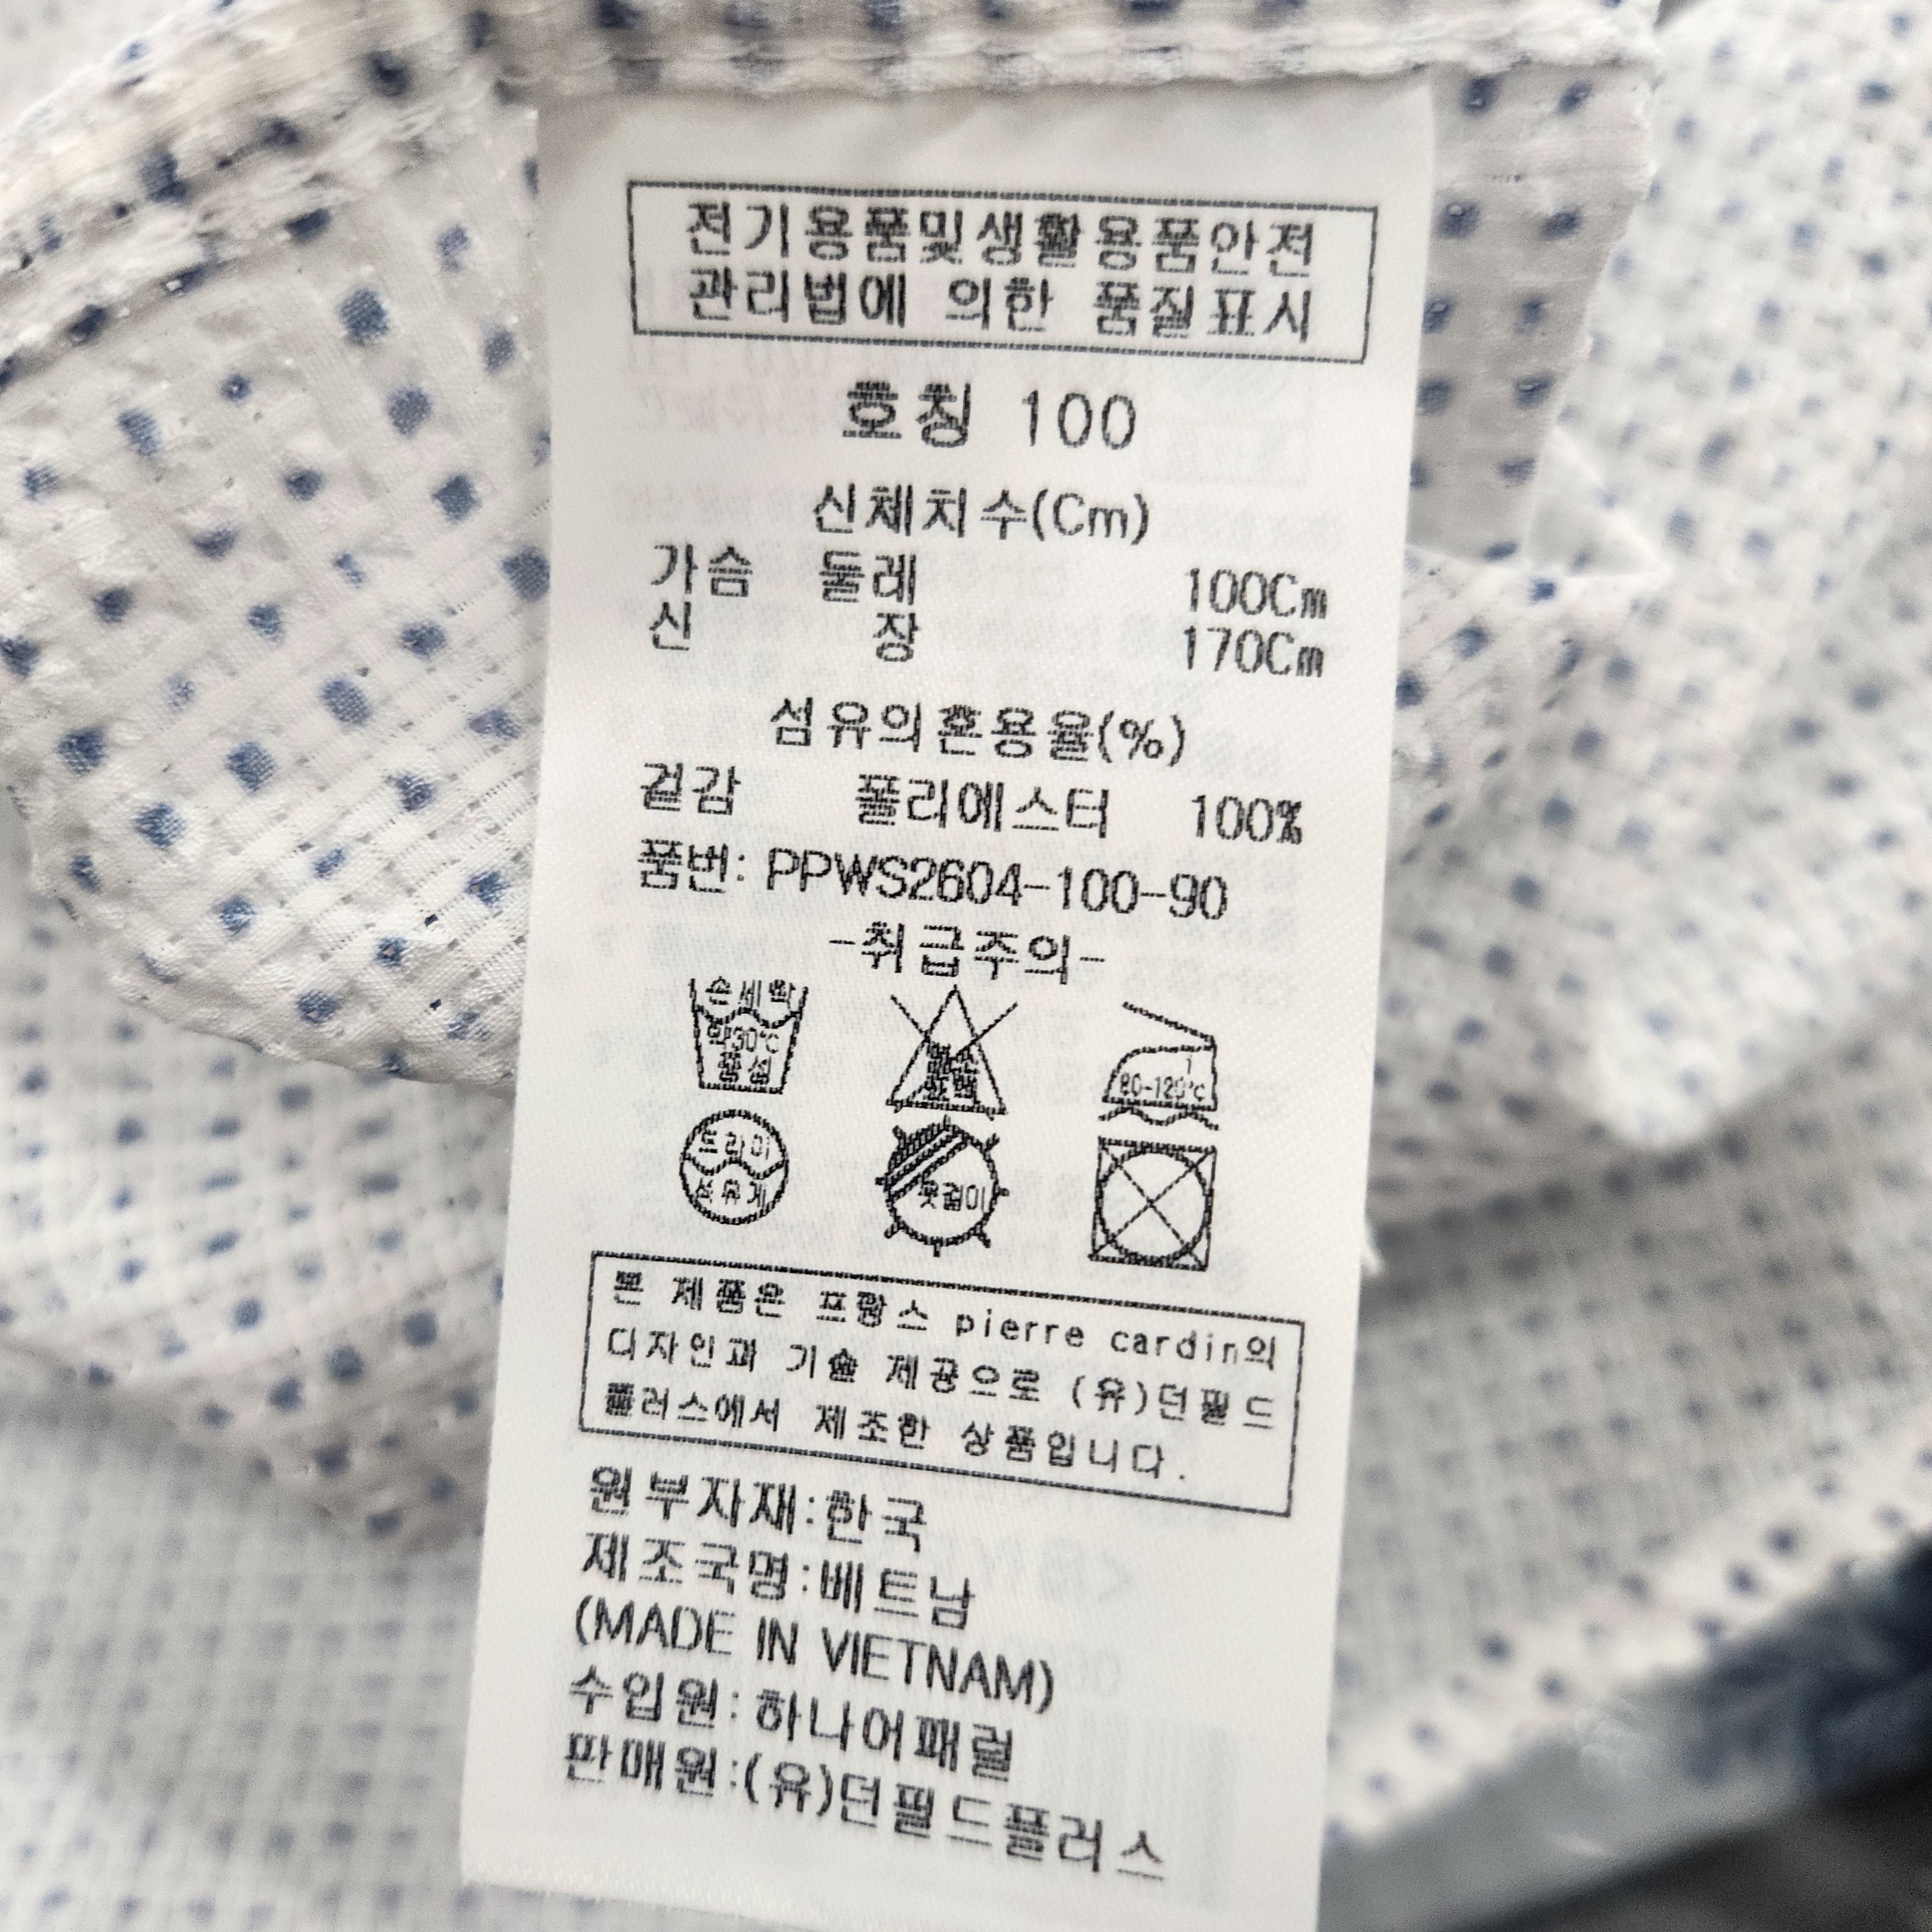 전기용품및생활용품안전
관리법에 의한 품질표시
호칭 100
신체치수(Cm)
가슴 둘레 100Cm
신 장 170Cm
섬유의혼용율(%)
겉감 폴리에스터 100%
품번: PPWS2604-100-90
-취급주의-
손세탁
약30℃
중성
80-120℃
드라이
석유계
옷걸이
본 제품은 프랑스 pierre cardin의
디자인과 기술 제공으로 (유)던필드
플러스에서 제조한 상품입니다.
원부자재:한국
제조국명:베트남
(MADE IN VIETNAM)
수입원: 하나어패럴
판매원:(유)던필드플러스